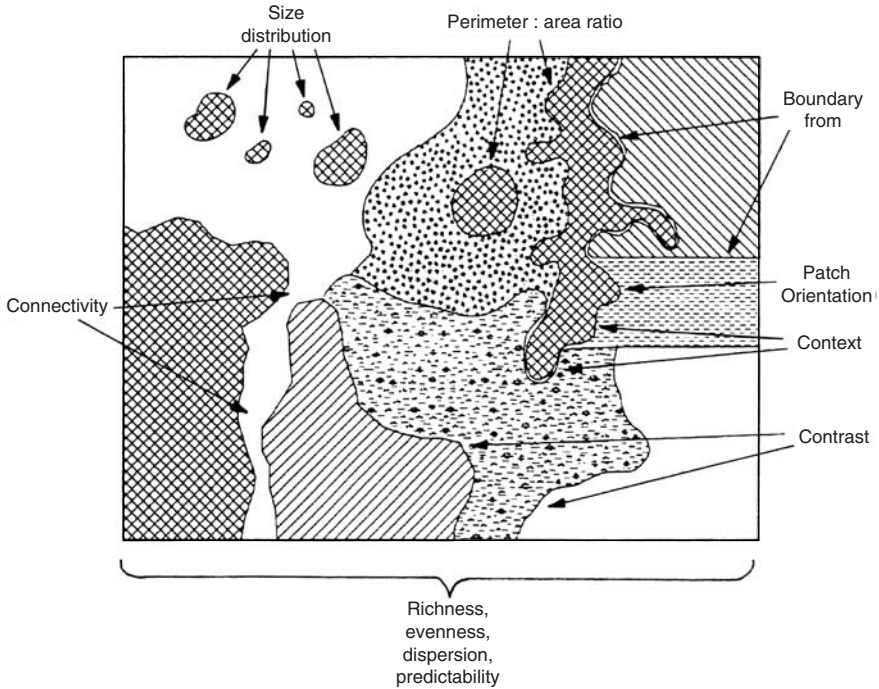 Size
distribution
Perimeter : area ratio
Boundary
from
Connectivity
Patch
Orientation
Context
Contrast
Richness,
evenness,
dispersion,
predictability